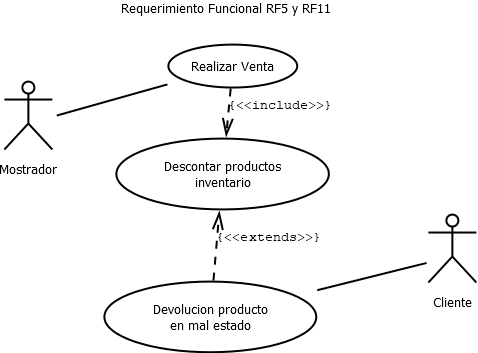 Requerimiento Funcional RF5 y RF11
Realizar Venta
{<<include>>}
Mostrador
Descontar productos
inventario
{<<extends>>}
Cliente
Devolucion producto
en mal estado